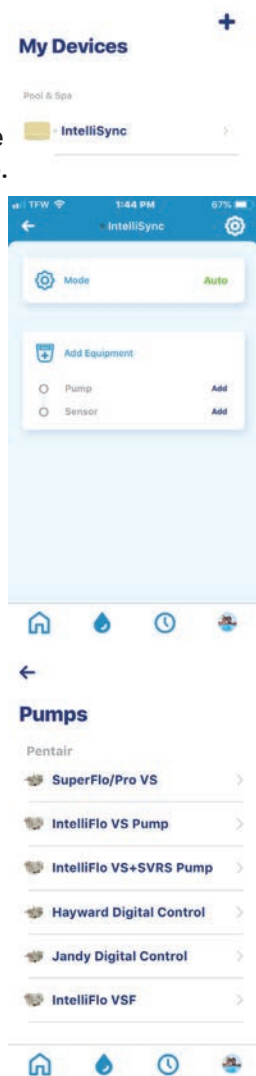 +
My Devices
Pool & Spa
IntelliSync
e
.
TFW 1:44 PM 67%
IntelliSync
Mode Auto
Add Equipment
Pump Add
Sensor Add
Pumps
Pentair
SuperFlo/Pro VS
IntelliFlo VS Pump
IntelliFlo VS+SVRS Pump
Hayward Digital Control
Jandy Digital Control
IntelliFlo VSF